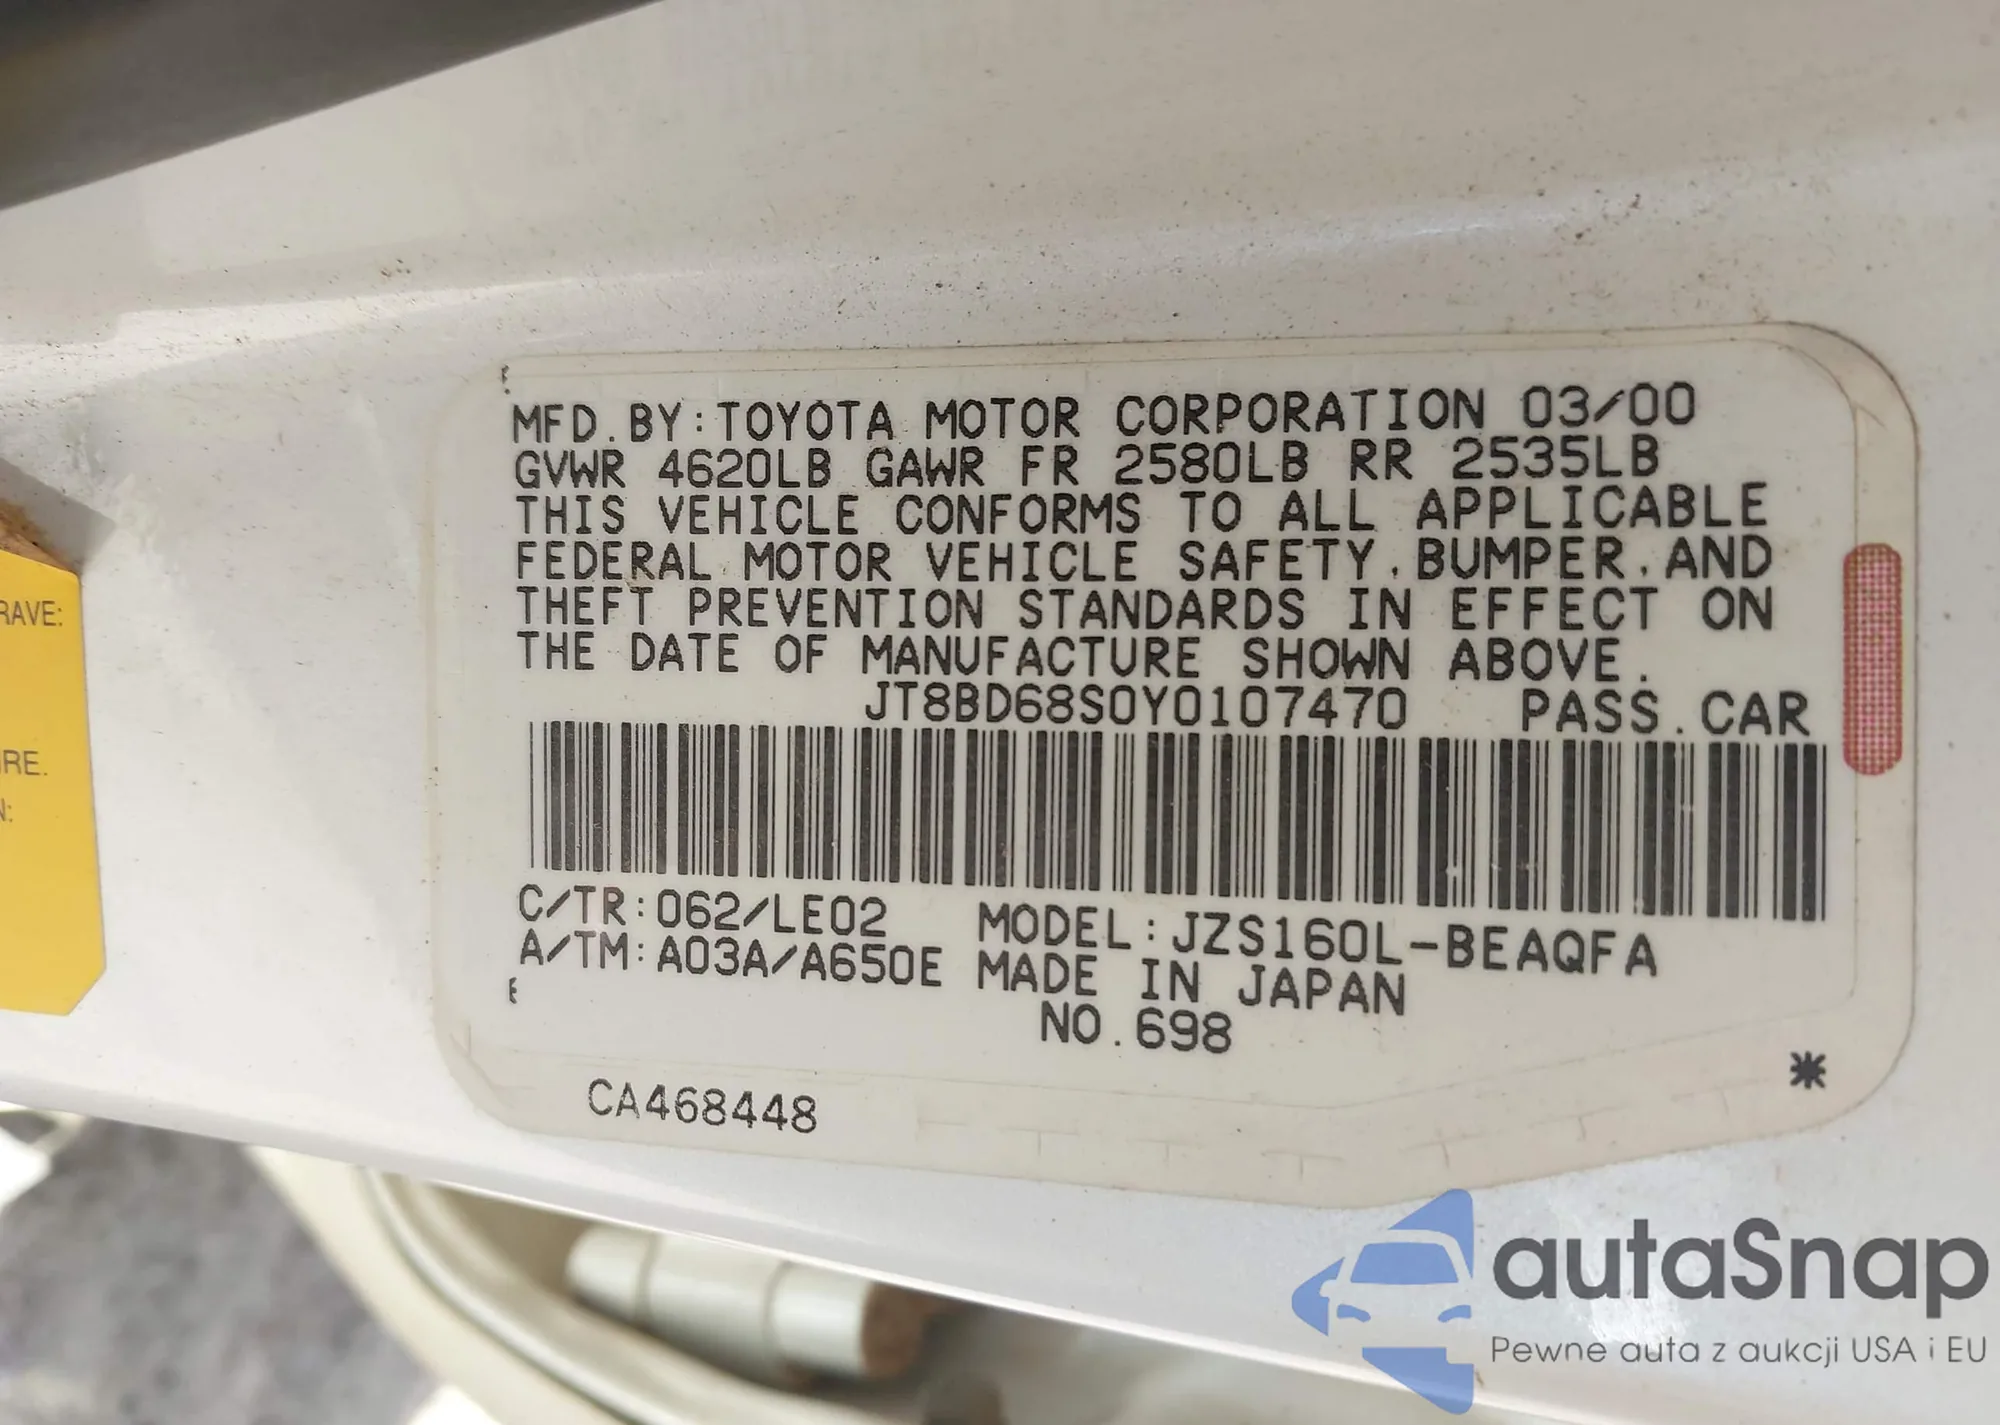 MFD.BY:TOYOTA MOTOR CORPORATION 03/00
GVWR 4620LB GAWR FR 2580LB RR 2535LB
THIS VEHICLE CONFORMS TO ALL APPLICABLE
FEDERAL MOTOR VEHICLE SAFETY,BUMPER,AND
THEFT PREVENTION STANDARDS IN EFFECT ON
THE DATE OF MANUFACTURE SHOWN ABOVE.
JT8BD68S0Y0107470 PASS.CAR
C/TR:062/LE02 MODEL:JZS160L-BEAQFA
A/TM:A03A/A650E MADE IN JAPAN
NO.698
*
CA468448
RAVE:
RE.
N:
autaSnap
Pewne auta z aukcji USA i EU